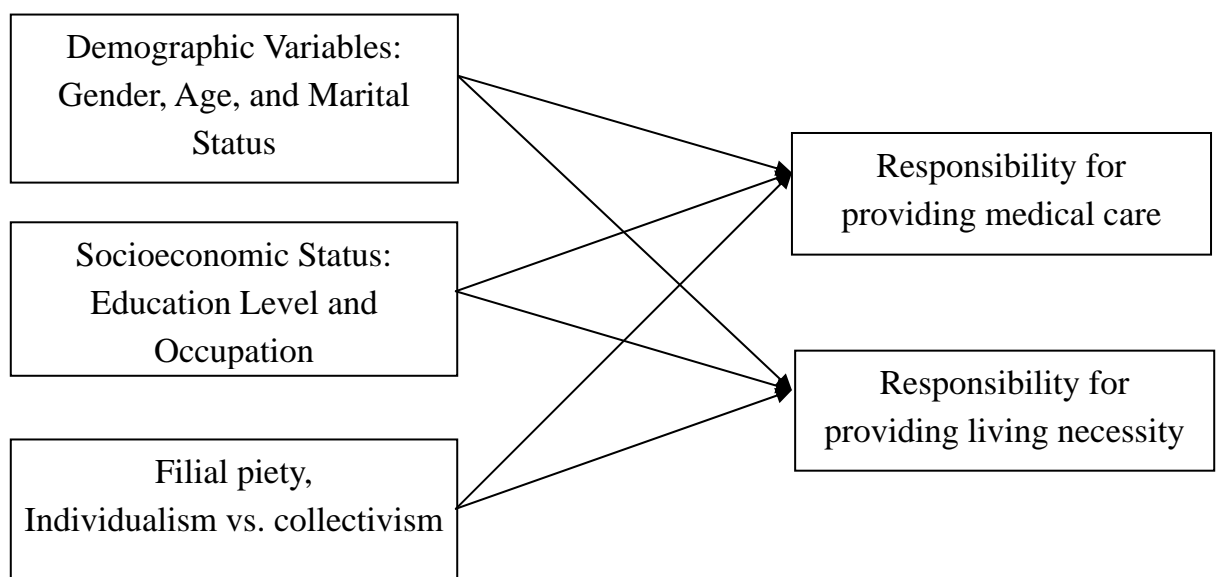 Demographic Variables:
Gender, Age, and Marital
Status
Socioeconomic Status:
Education Level and
Occupation
Filial piety,
Individualism vs. collectivism
Responsibility for
providing medical care
Responsibility for
providing living necessity